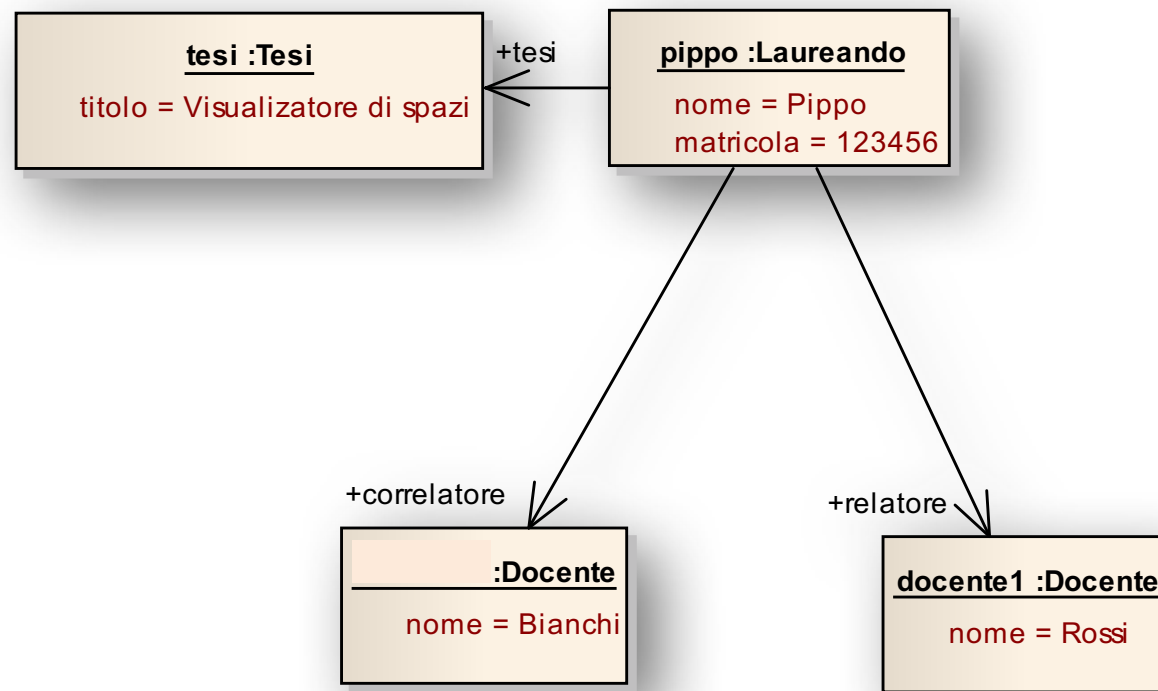 tesi :Tesi
titolo = Visualizatore di spazi
+tesi
pippo :Laureando
nome = Pippo
matricola = 123456
+correlatore
:Docente
nome = Bianchi
+relatore
docente1 :Docente
nome = Rossi